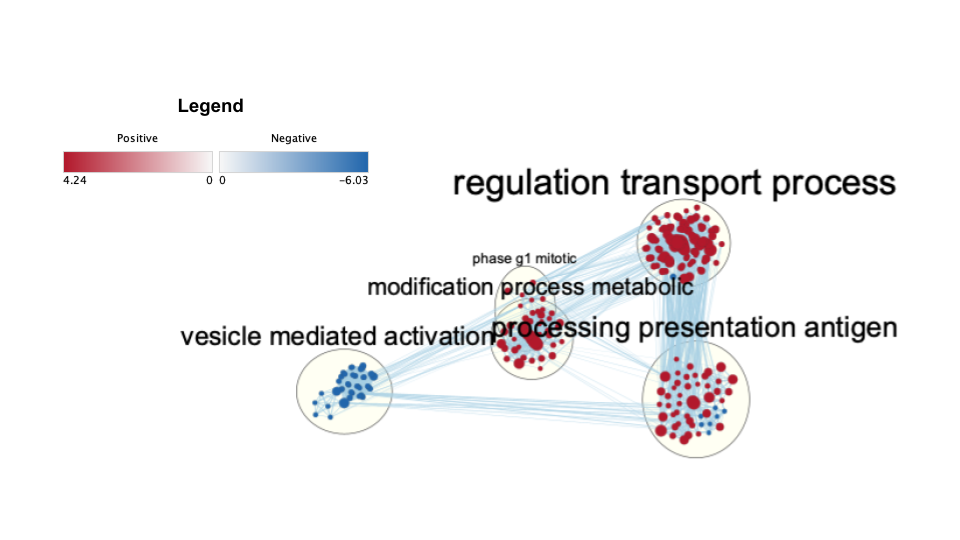 Legend
Positive Negative
4.24 0 0 -6.03
regulation transport process
phase g1 mitotic
modification process metabolic
processing presentation antigen
vesicle mediated activation